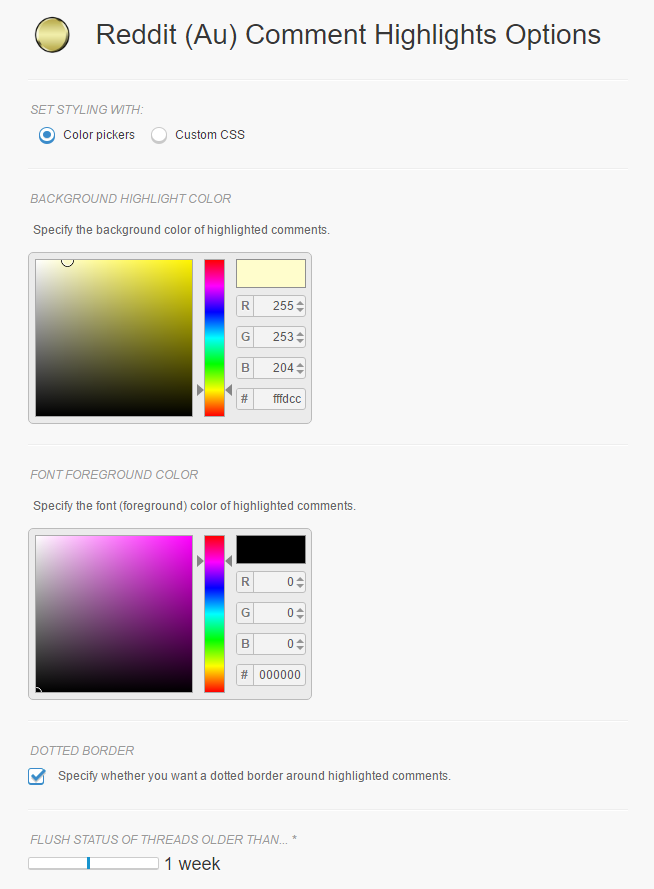 Reddit (Au) Comment Highlights Options
SET STYLING WITH:
Color pickers Custom CSS
BACKGROUND HIGHLIGHT COLOR
Specify the background color of highlighted comments.
R 255
G 253
B 204
# fffdcc
FONT FOREGROUND COLOR
Specify the font (foreground) color of highlighted comments.
R 0
G 0
B 0
# 000000
DOTTED BORDER
Specify whether you want a dotted border around highlighted comments.
FLUSH STATUS OF THREADS OLDER THAN... *
1 week